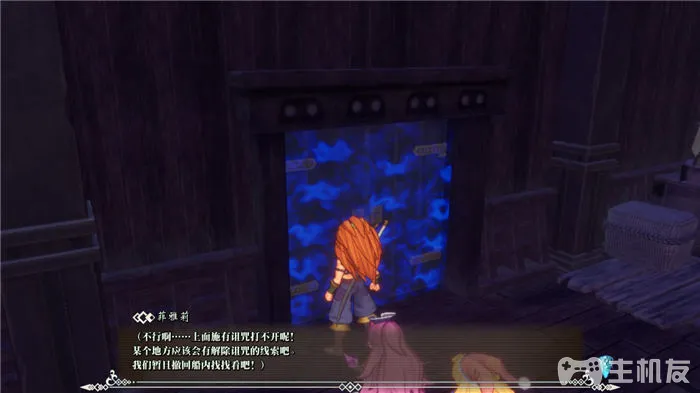 菲雅莉
（不行啊……上面施有诅咒打不开呢！
某个地方应该会有解除诅咒的线索吧。
我们暂且撤回船内找找看吧！）
主机友